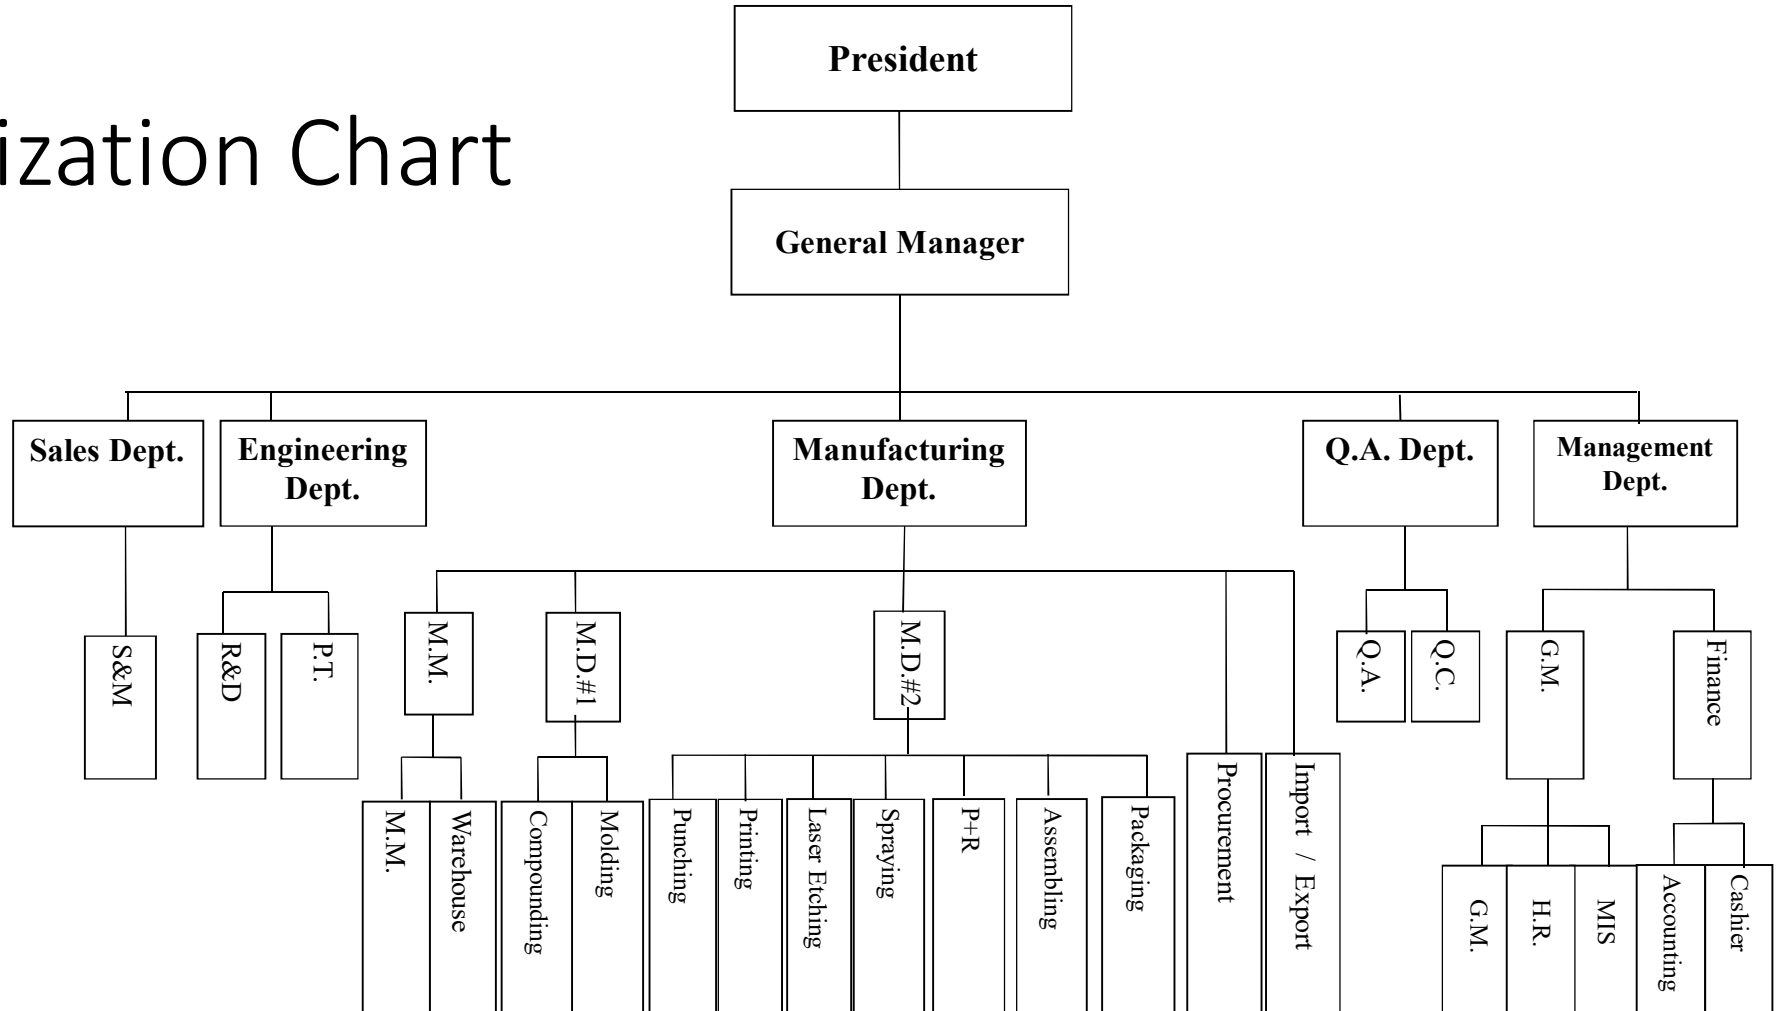 President
ization Chart
General Manager
Sales Dept.
Engineering
Dept.
Manufacturing
Dept.
Q.A. Dept.
Management
Dept.
S&M
R&D
P.T.
M.M.
M.D.#1
M.D.#2
Q.A.
Q.C.
G.M.
Finance
M.M.
Warehouse
Compounding
Molding
Punching
Printing
Laser Etching
Spraying
P+R
Assembling
Packaging
Procurement
Import / Export
G.M.
H.R.
MIS
Accounting
Cashier